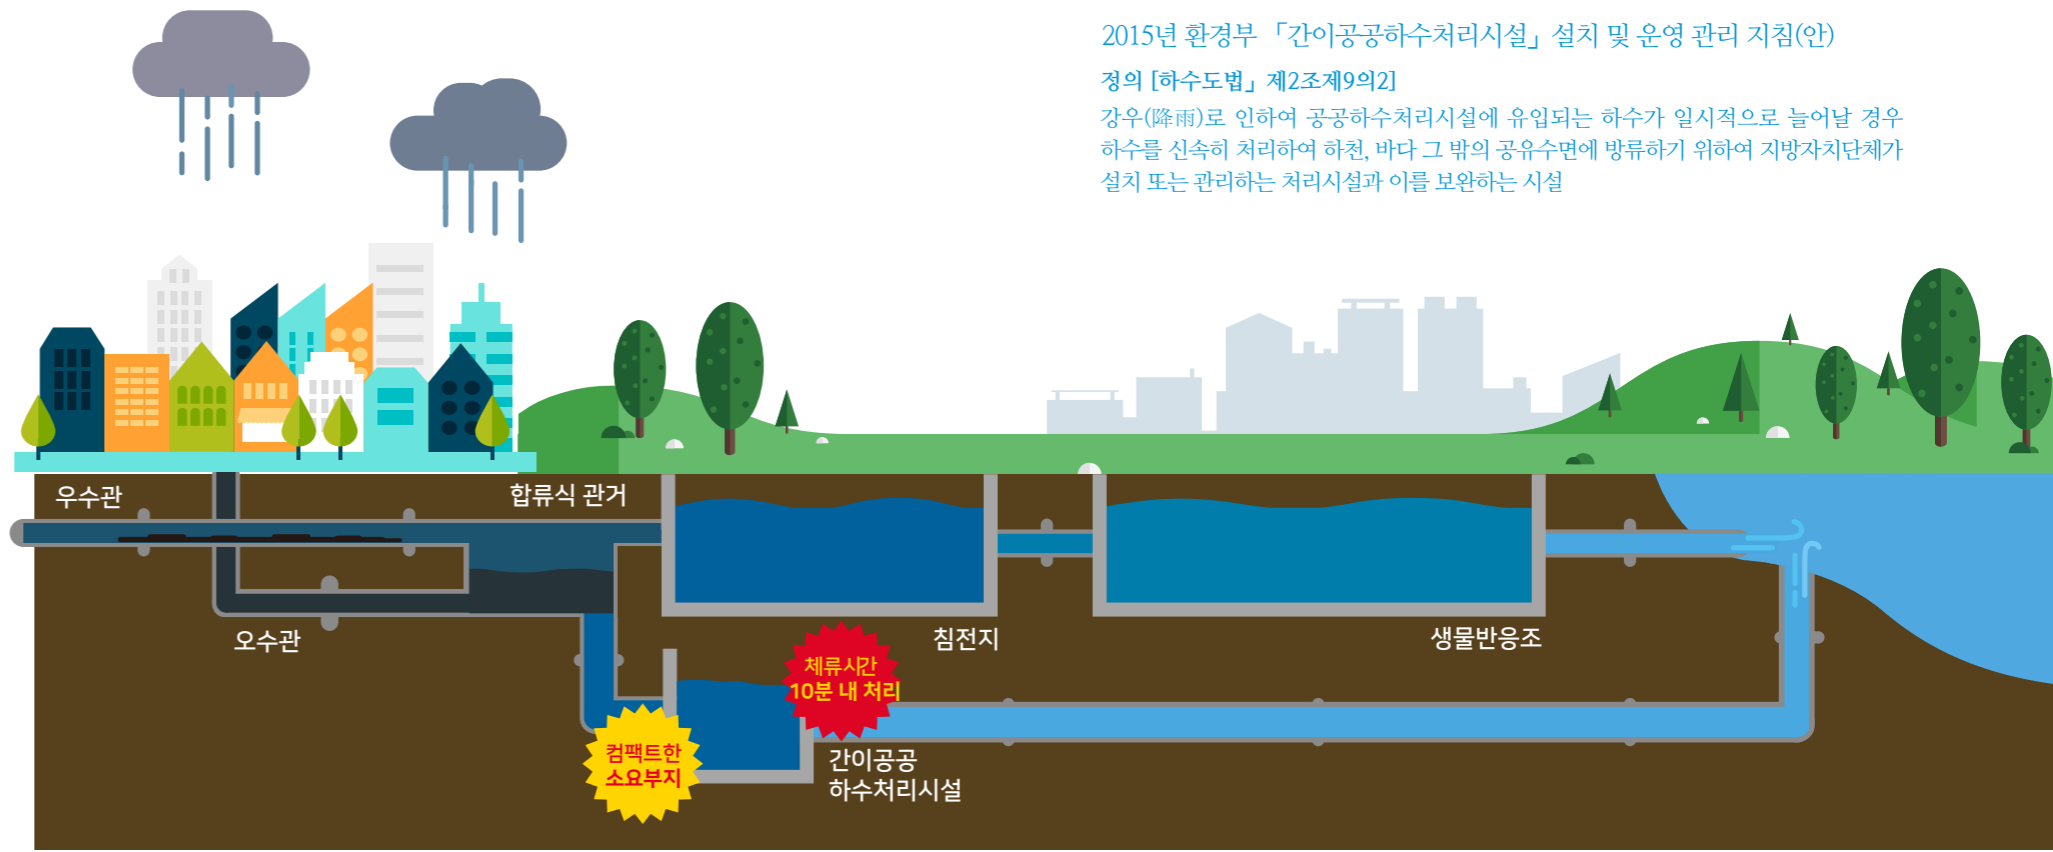 2015년 환경부 「간이공공하수처리시설」 설치 및 운영 관리 지침(안)
정의 [하수도법」 제2조제9의2]
강우(降雨)로 인하여 공공하수처리시설에 유입되는 하수가 일시적으로 늘어날 경우
하수를 신속히 처리하여 하천, 바다 그 밖의 공유수면에 방류하기 위하여 지방자치단체가
설치 또는 관리하는 처리시설과 이를 보완하는 시설
우수관
합류식 관거
오수관
침전지
생물반응조
체류시간
10분 내 처리
컴팩트한
소요부지
간이공공
하수처리시설